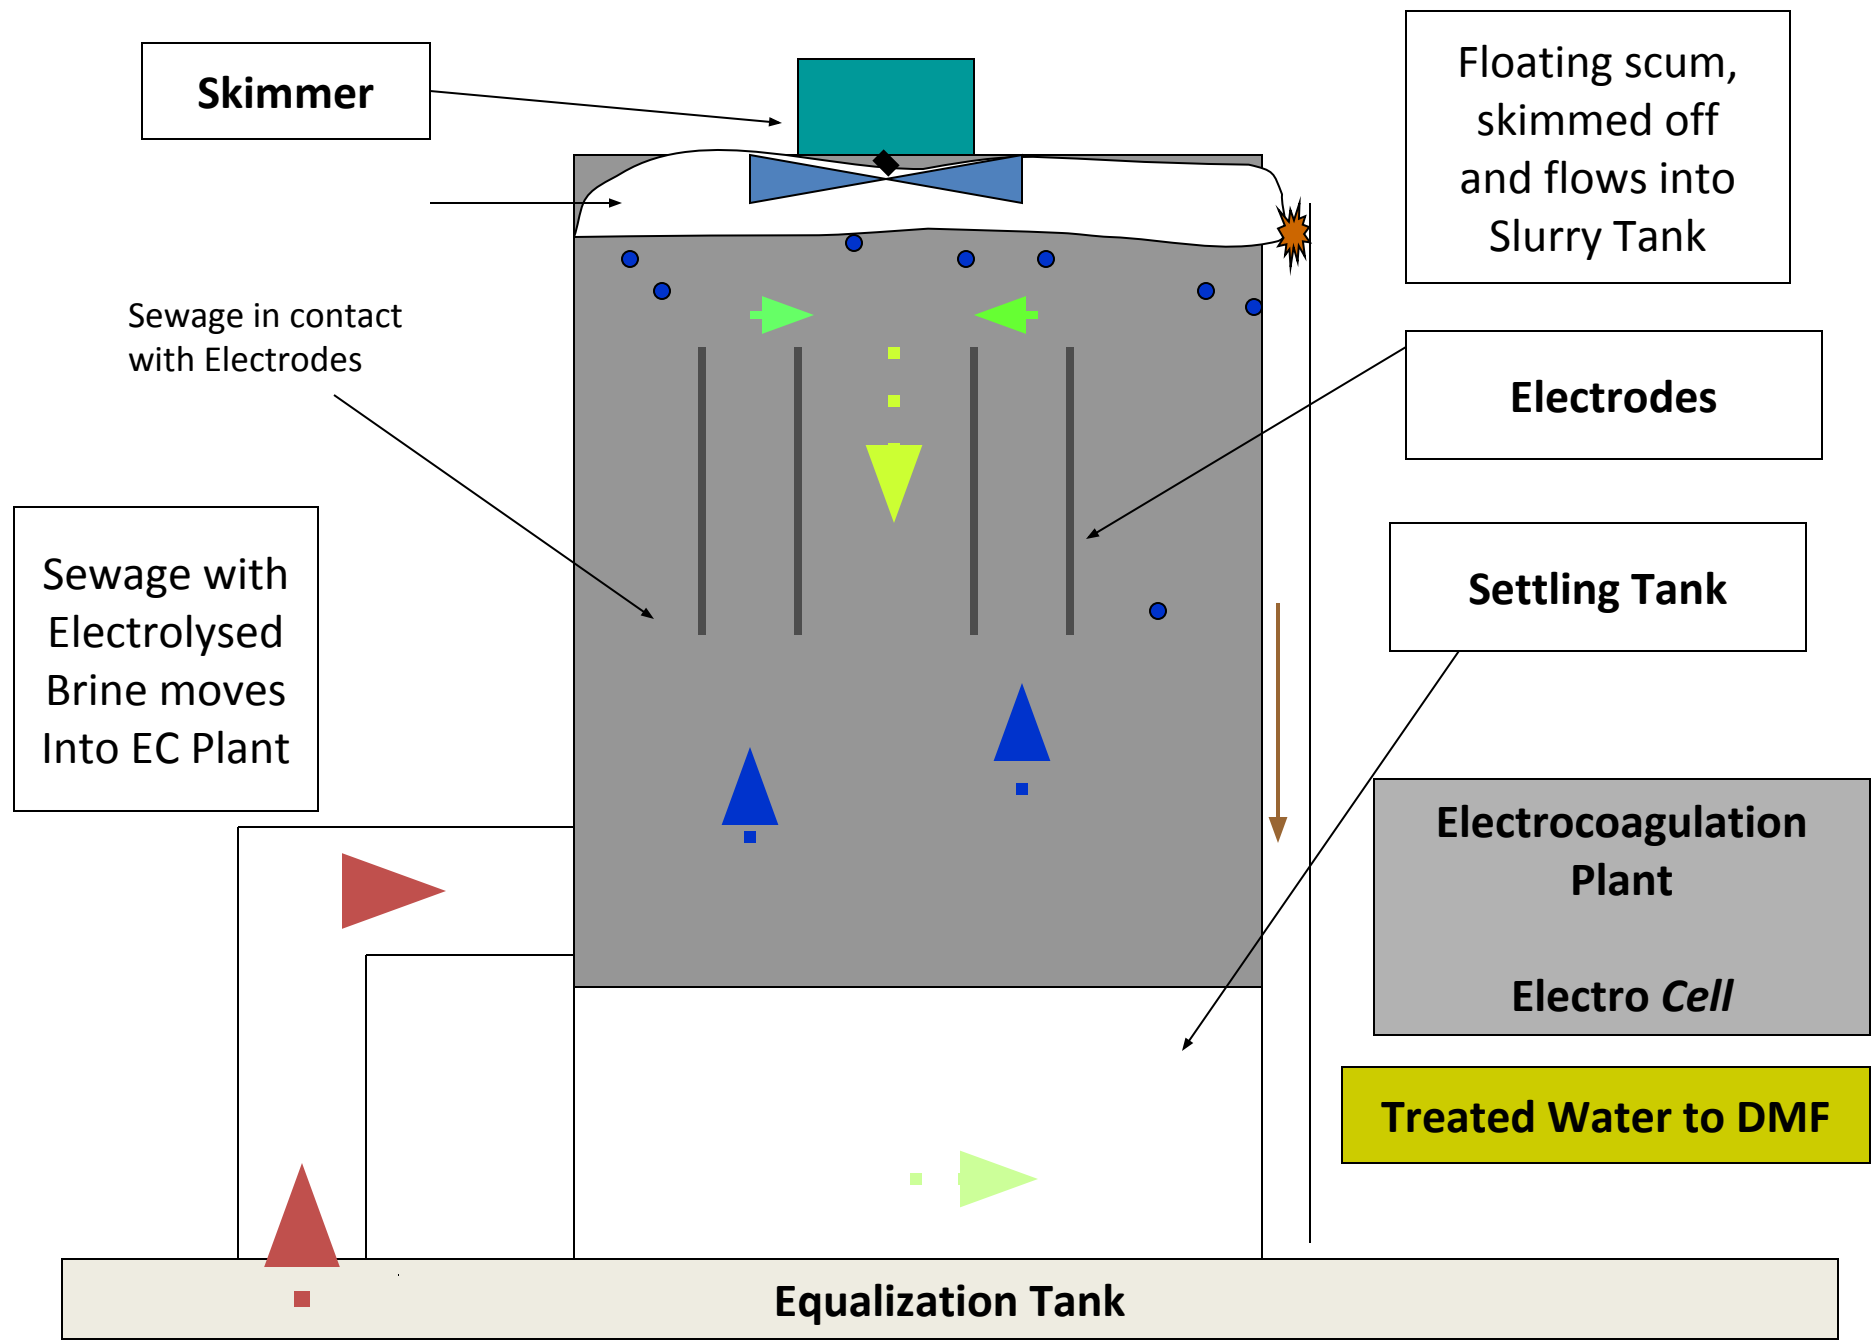 Skimmer
Floating scum,
skimmed off
and flows into
Slurry Tank
Sewage in contact
with Electrodes
Electrodes
Sewage with
Electrolysed
Brine moves
Into EC Plant
Settling Tank
Electrocoagulation
Plant
Electro Cell
Treated Water to DMF
Equalization Tank